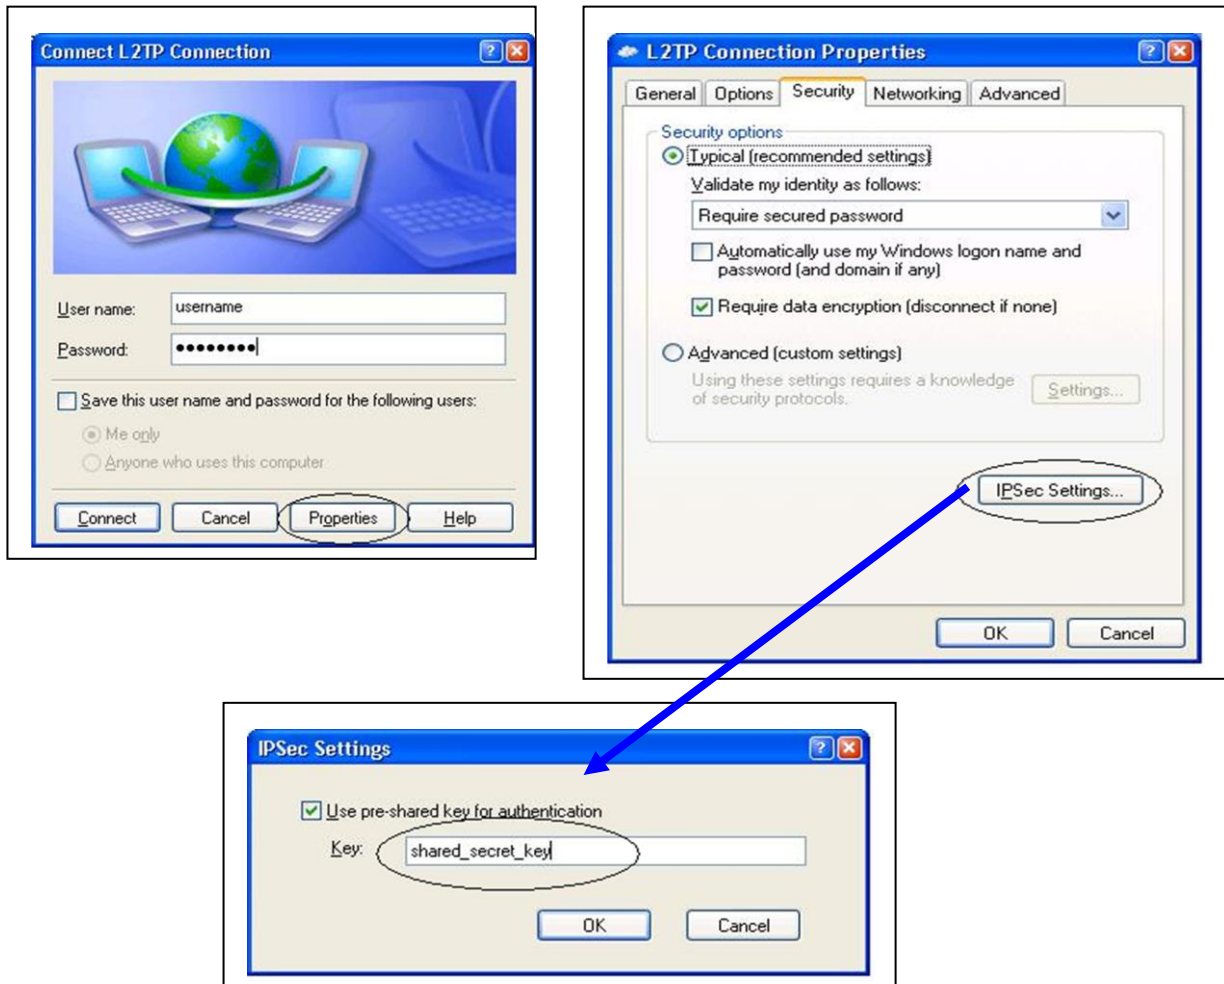 Connect L2TP Connection
User name:
username
Password:
Save this user name and password for the following users:
Me only
Anyone who uses this computer
Connect
Cancel
Properties
Help
L2TP Connection Properties
General
Options
Security
Networking
Advanced
Security options
Typical (recommended settings)
Validate my identity as follows:
Require secured password
Automatically use my Windows logon name and
password (and domain if any)
Require data encryption (disconnect if none)
Advanced (custom settings)
Using these settings requires a knowledge
of security protocols.
Settings...
IPSec Settings...
OK
Cancel
IPSec Settings
Use pre-shared key for authentication
Key:
shared_secret_key
OK
Cancel